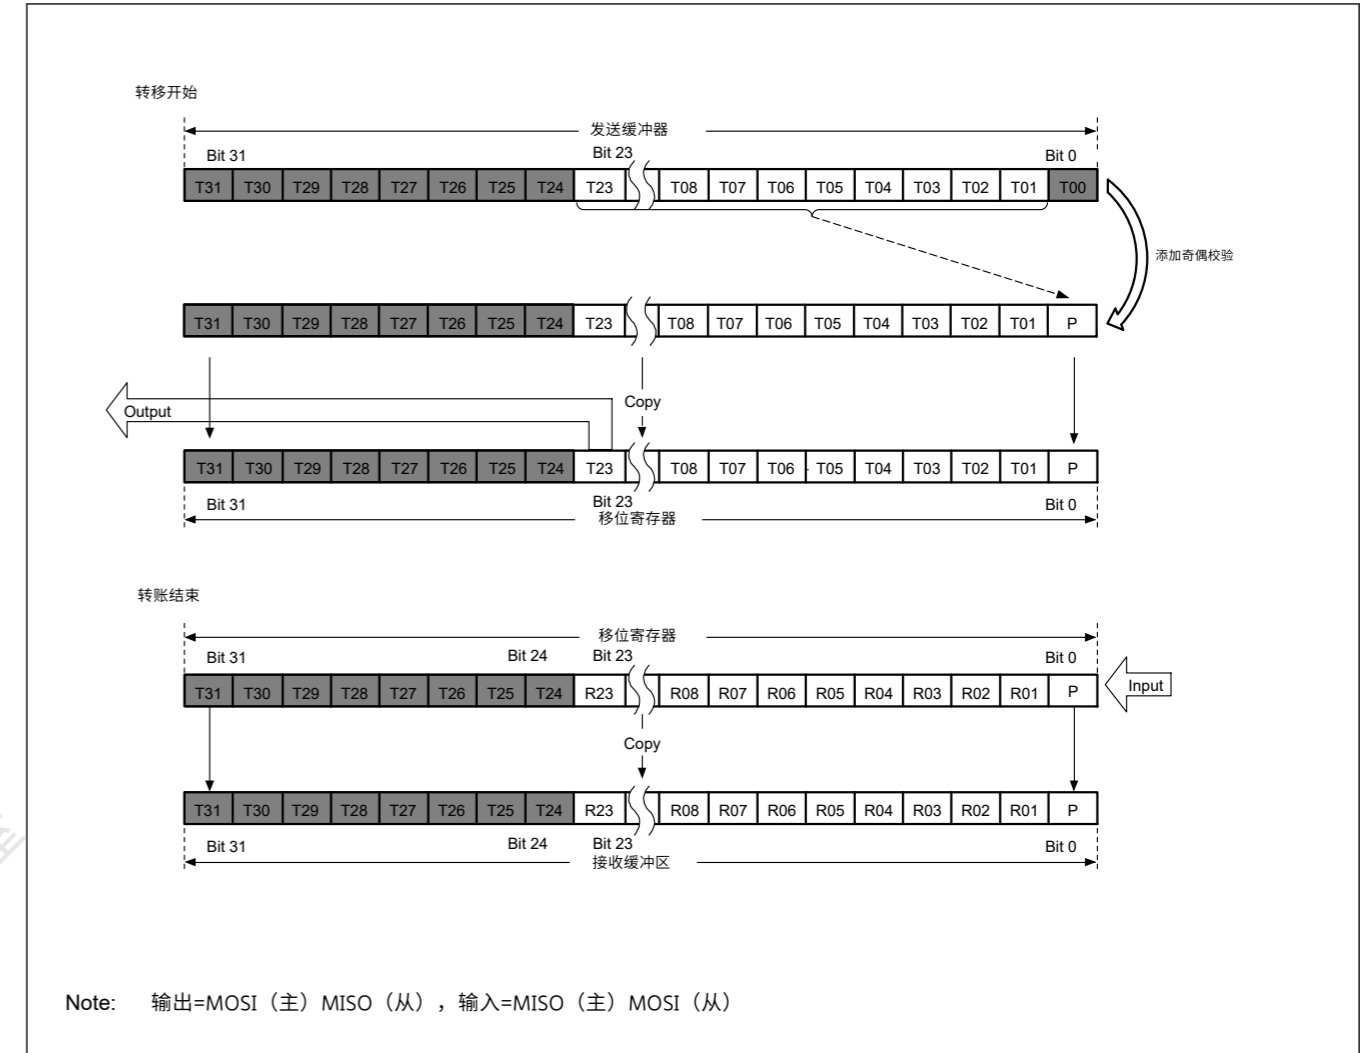 转移开始
发送缓冲器
Bit 31 Bit 23 Bit 0
T31 T30 T29 T28 T27 T26 T25 T24 T23 T08 T07 T06 T05 T04 T03 T02 T01 T00
添加奇偶校验
T31 T30 T29 T28 T27 T26 T25 T24 T23 T08 T07 T06 T05 T04 T03 T02 T01 P
Output
Copy
T31 T30 T29 T28 T27 T26 T25 T24 T23 T08 T07 T06 T05 T04 T03 T02 T01 P
Bit 31 Bit 23 Bit 0
移位寄存器
转账结束
移位寄存器
Bit 31 Bit 24 Bit 23 Bit 0
T31 T30 T29 T28 T27 T26 T25 T24 R23 R08 R07 R06 R05 R04 R03 R02 R01 P
Input
Copy
T31 T30 T29 T28 T27 T26 T25 T24 R23 R08 R07 R06 R05 R04 R03 R02 R01 P
Bit 31 Bit 24 Bit 23 Bit 0
接收缓冲区
Note: 输出=MOSI（主）MISO（从），输入=MISO（主）MOSI（从）